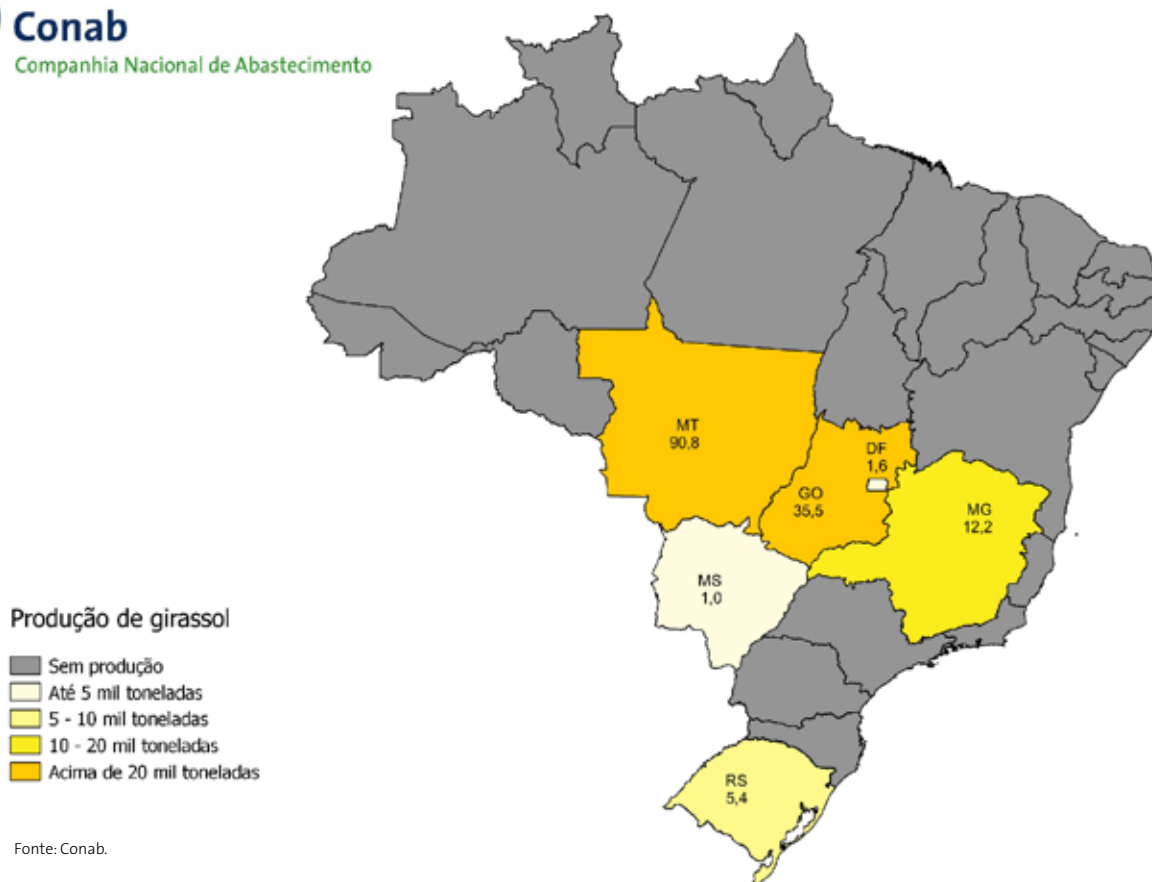 Conab
Companhia Nacional de Abastecimento
MT
90,8
DF
1,6
GO
35,5
MG
12,2
MS
1,0
Produção de girassol
Sem produção
Até 5 mil toneladas
5 - 10 mil toneladas
10 - 20 mil toneladas
Acima de 20 mil toneladas
RS
5,4
Fonte: Conab.